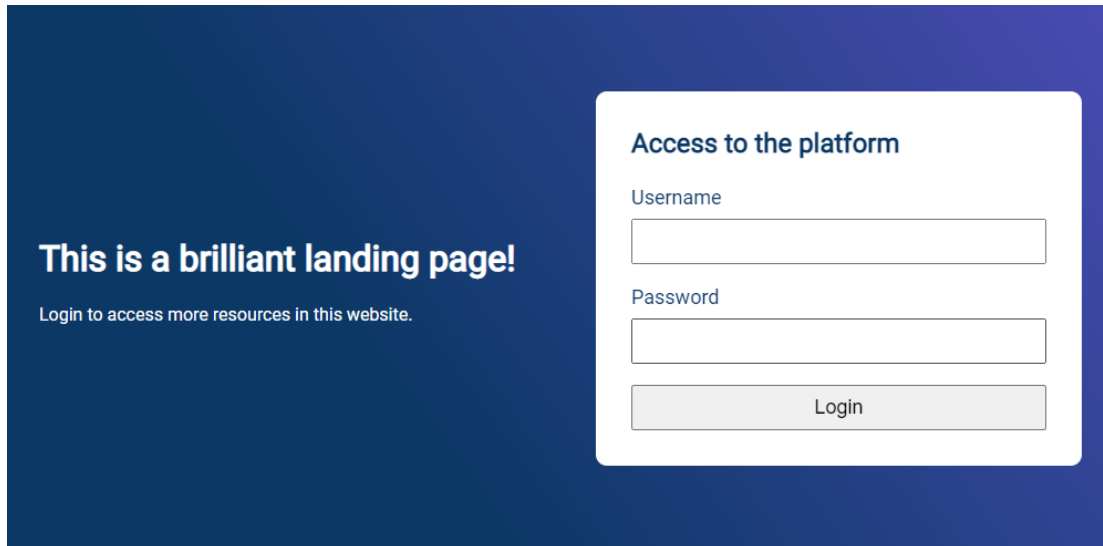 This is a brilliant landing page!
Login to access more resources in this website.
Access to the platform
Username
Password
Login